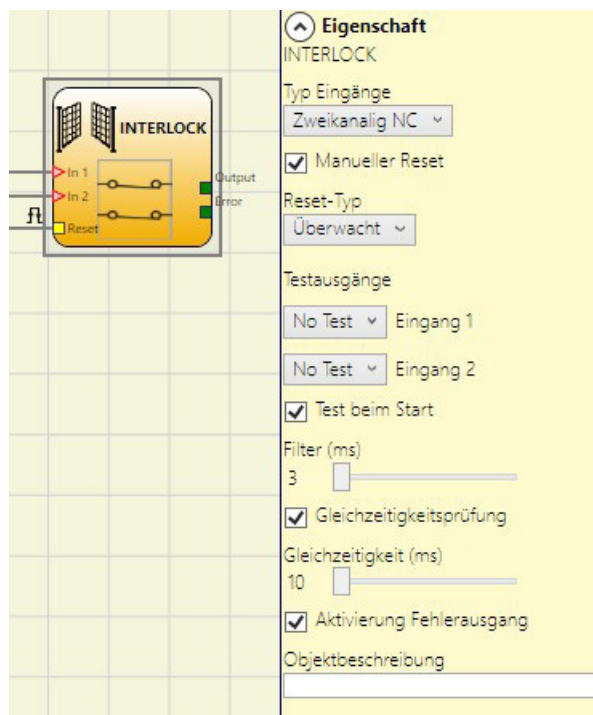 INTERLOCK
In 1
In 2
Reset
Output
Error
Eigenschaft
INTERLOCK
Typ Eingänge
Zweikanalig NC
Manueller Reset
Reset-Typ
Überwacht
Testausgänge
No Test Eingang 1
No Test Eingang 2
Test beim Start
Filter (ms)
3
Gleichzeitigkeitsprüfung
Gleichzeitigkeit (ms)
10
Aktivierung Fehlerausgang
Objektbeschreibung